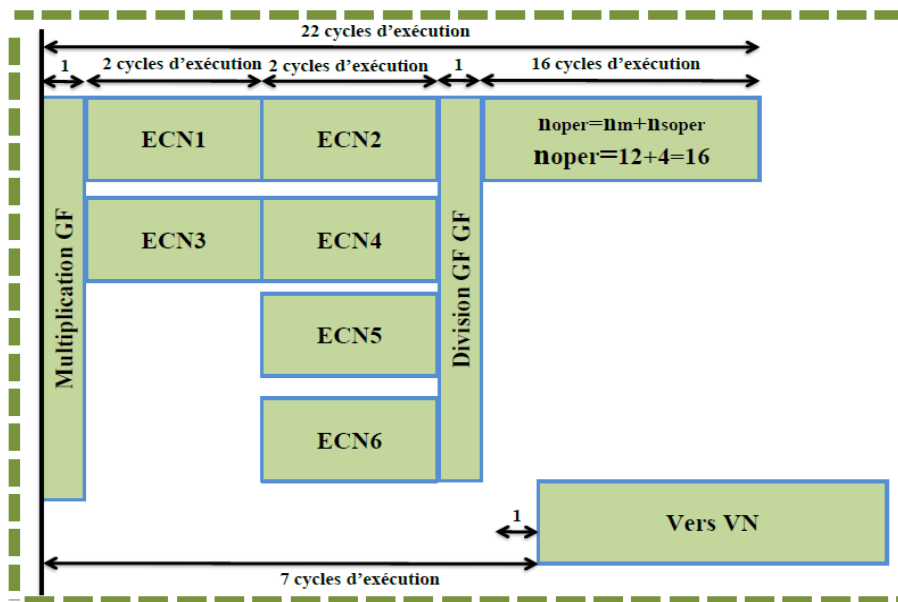 22 cycles d'exécution
1
2 cycles d'exécution
2 cycles d'exécution
1
16 cycles d'exécution
Multiplication GF
ECN1
ECN2
Division GF GF
noper=nm+nsoper
noper=12+4=16
ECN3
ECN4
ECN5
ECN6
1
Vers VN
7 cycles d'exécution